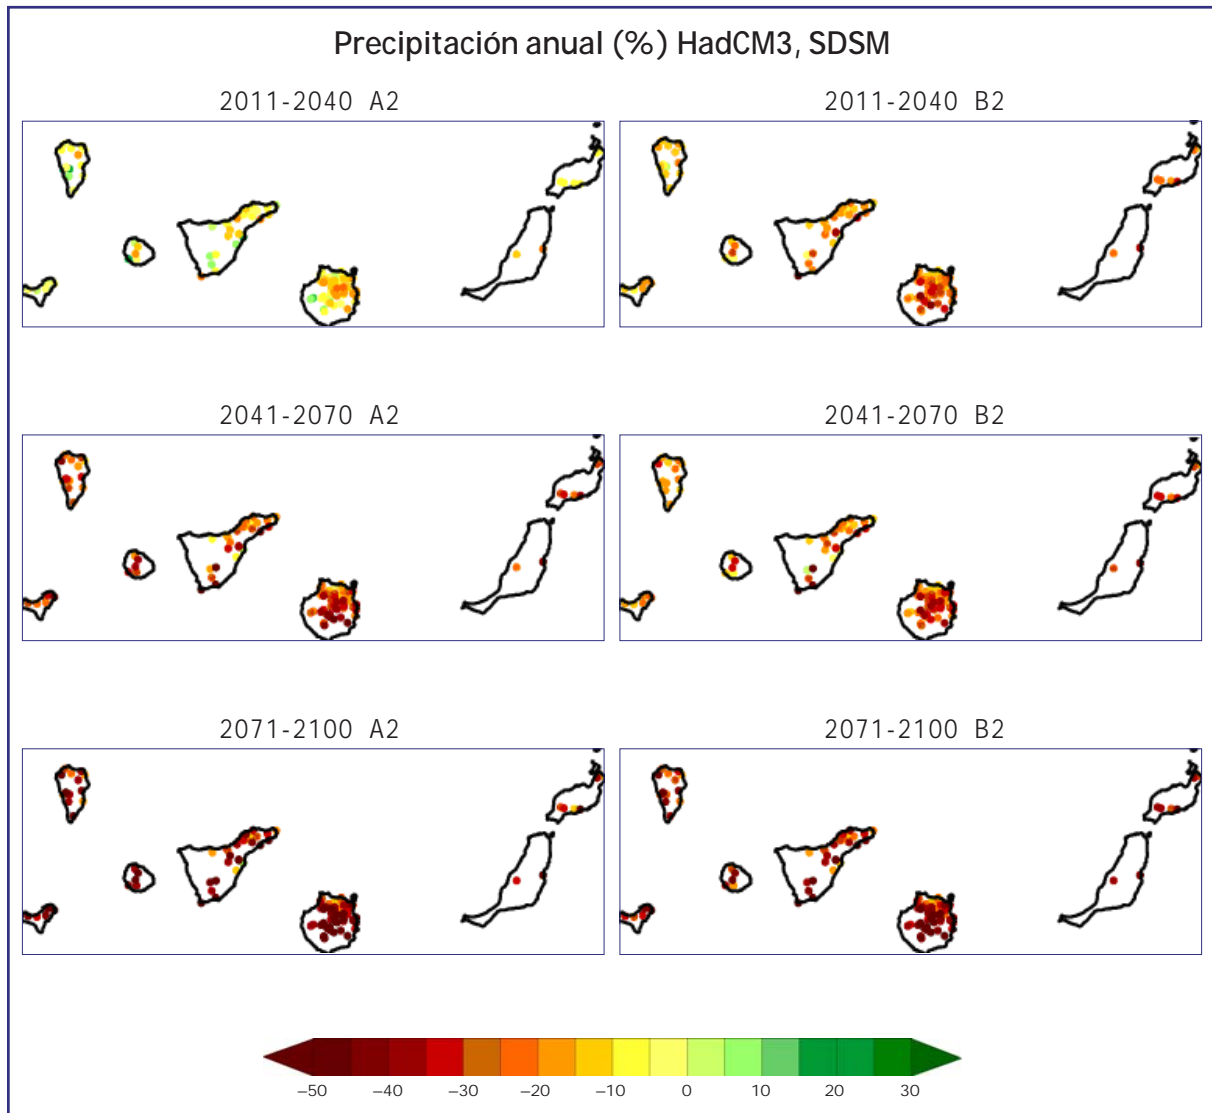 Precipitación anual (%) HadCM3, SDSM
2011-2040 A2
2011-2040 B2
2041-2070 A2
2041-2070 B2
2071-2100 A2
2071-2100 B2
−50 −40 −30 −20 −10 0 10 20 30